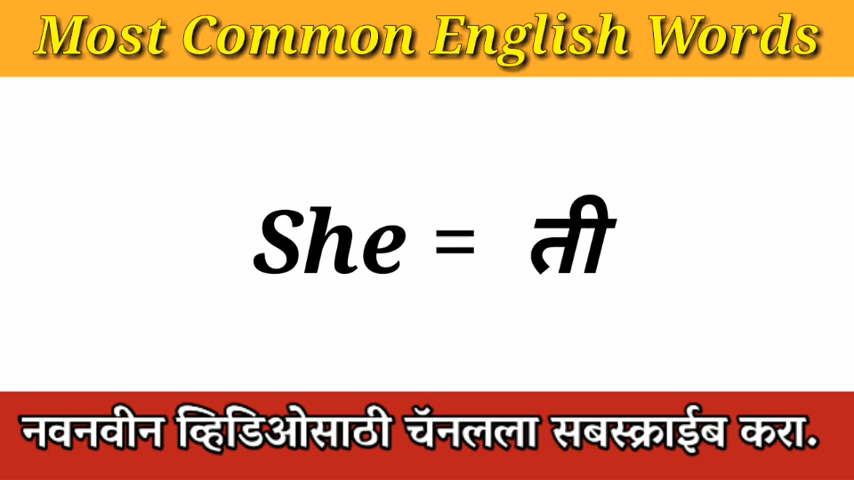 Most Common English Words
She = ती
नवनवीन व्हिडिओसाठी चॅनलला सबस्क्राईब करा.